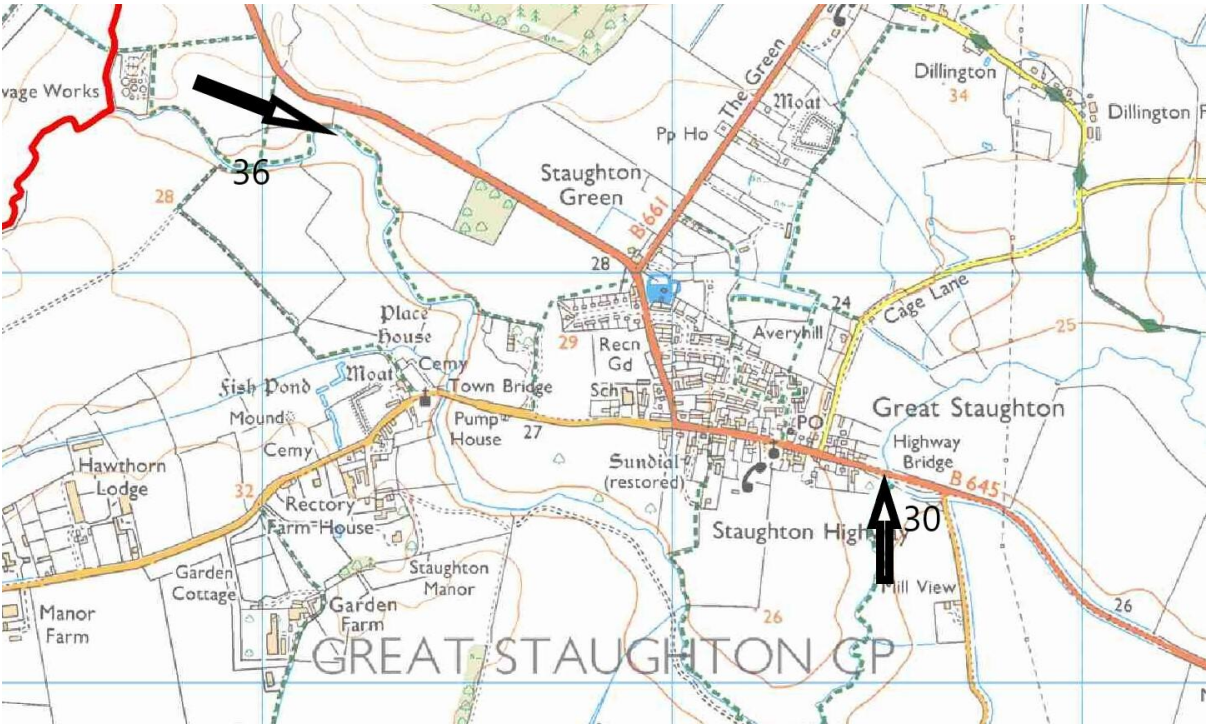 vage Works
36
28
The Green
Pp Ho
Moat
Dillington
34
Dillington F
Staughton
Green
B 661
28
Place
House
Cemy
Moat
Fish Pond
Mound
Cemy
Town Bridge
Pump
House
27
29
Recn
Gd
Sch
Averyhill
24
Cage Lane
25
PO
Great Staughton
Highway
Bridge
B 645
30
Sundial
(restored)
Staughton High
y
Hawthorn
Lodge
32
Rectory
Farm House
Garden
Cottage
Staughton
Manor
Garden
Farm
Manor
Farm
Mill View
26
26
GREAT STAUGHTON CP